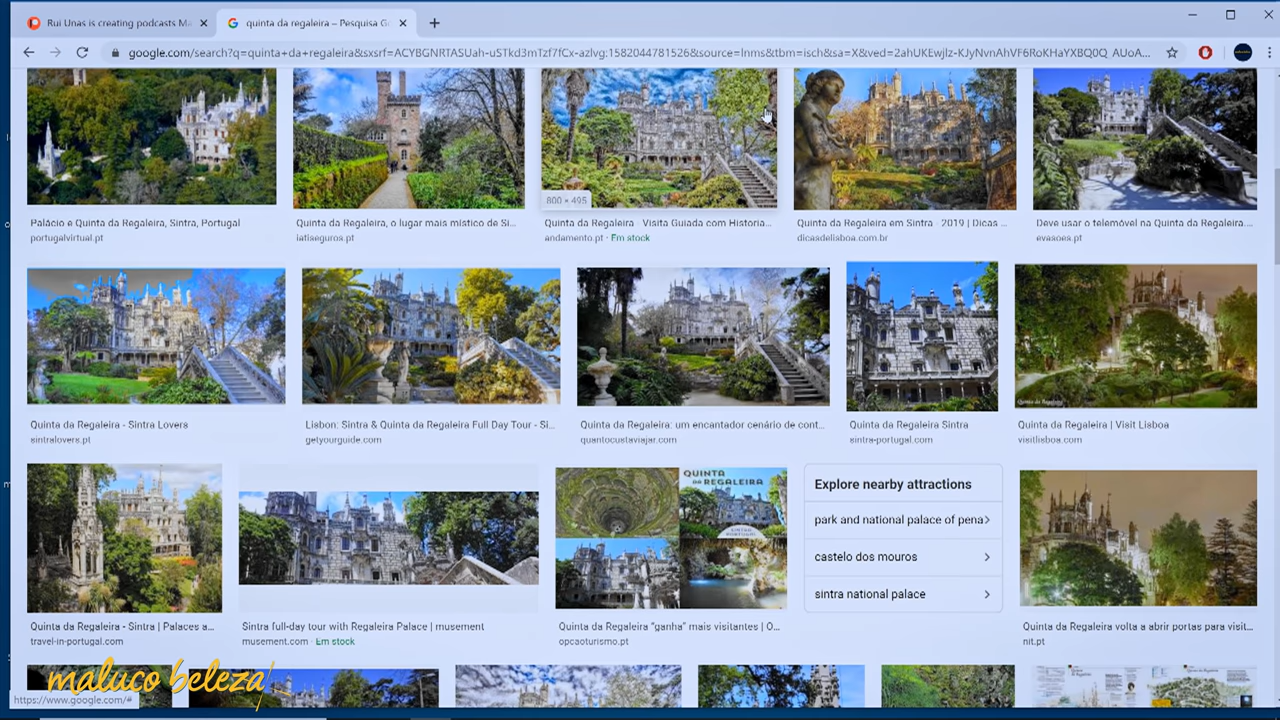 Rui Unas is creating podcasts Ma
quinta da regaleira – Pesquisa Go
google.com/search?q=quinta+da+regaleira&sxsrf=ACYBGNRTASUah-uSTkd3mTzf7fCx-azlvg:1582044781526&source=lnms&tbm=isch&sa=X&ved=2ahUKEwjlz-KJyNvnAhVF6RoKHaYXBQ0Q_AUoA...
800 × 495
Palácio e Quinta da Regaleira, Sintra, Portugal
portugalvirtual.pt
Quinta da Regaleira, o lugar mais místico de Si...
iatiseguros.pt
Quinta da Regaleira - Visita Guiada com Historia...
andamento.pt · Em stock
Quinta da Regaleira em Sintra - 2019 | Dicas ...
dicasdelisboa.com.br
Deve usar o telemóvel na Quinta da Regaleira...
evasoes.pt
Quinta da Regaleira - Sintra Lovers
sintralovers.pt
Lisbon: Sintra & Quinta da Regaleira Full Day Tour - Si...
getyourguide.com
Quinta da Regaleira: um encantador cenário de cont...
quantocustaviajar.com
Quinta da Regaleira Sintra
sintra-portugal.com
Quinta da Regaleira
Quinta da Regaleira | Visit Lisboa
visitlisboa.com
QUINTA
DA REGALEIRA
Explore nearby attractions
park and national palace of pena
castelo dos mouros
sintra national palace
Quinta da Regaleira - Sintra | Palaces a...
travel-in-portugal.com
Sintra full-day tour with Regaleira Palace | musement
musement.com · Em stock
Quinta da Regaleira “ganha” mais visitantes | O...
opcaoturismo.pt
Quinta da Regaleira volta a abrir portas para visit...
nit.pt
maluco beleza
https://www.google.com/#